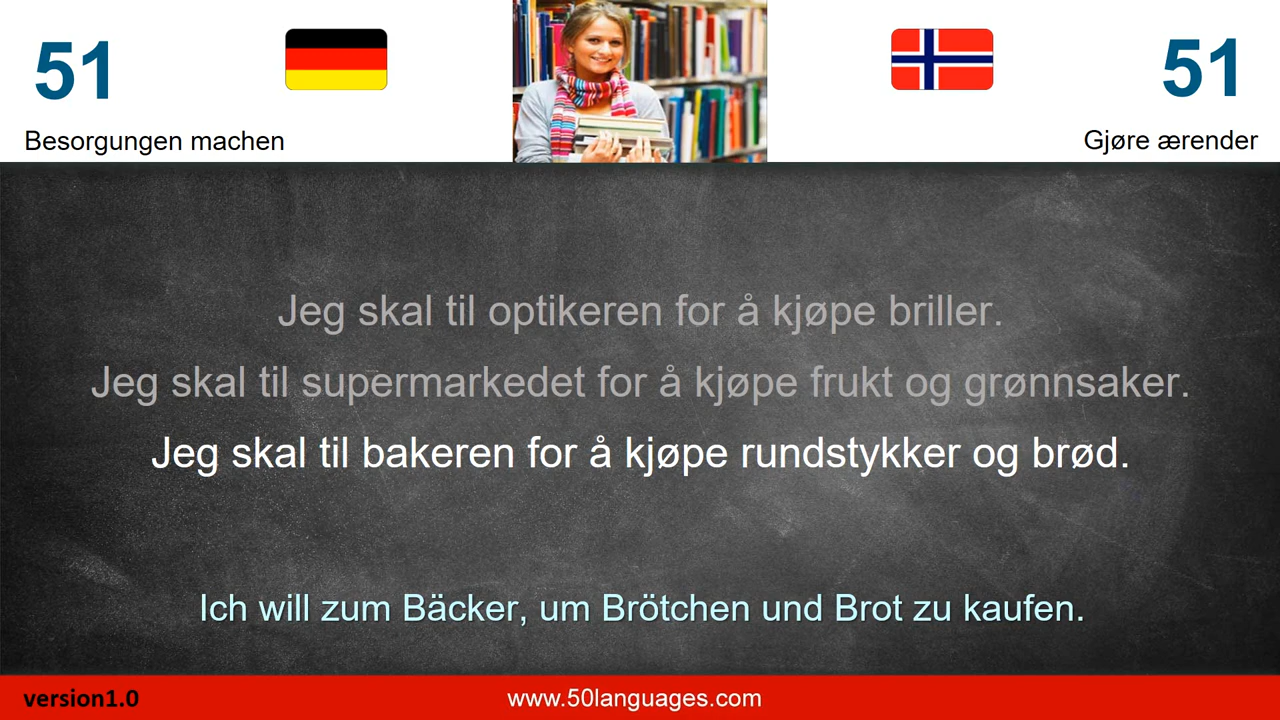 51
51
Besorgungen machen
Gjøre ærender
Jeg skal til optikeren for å kjøpe briller.
Jeg skal til supermarkedet for å kjøpe frukt og grønnsaker.
Jeg skal til bakeren for å kjøpe rundstykker og brød.
Ich will zum Bäcker, um Brötchen und Brot zu kaufen.
version1.0
www.50languages.com